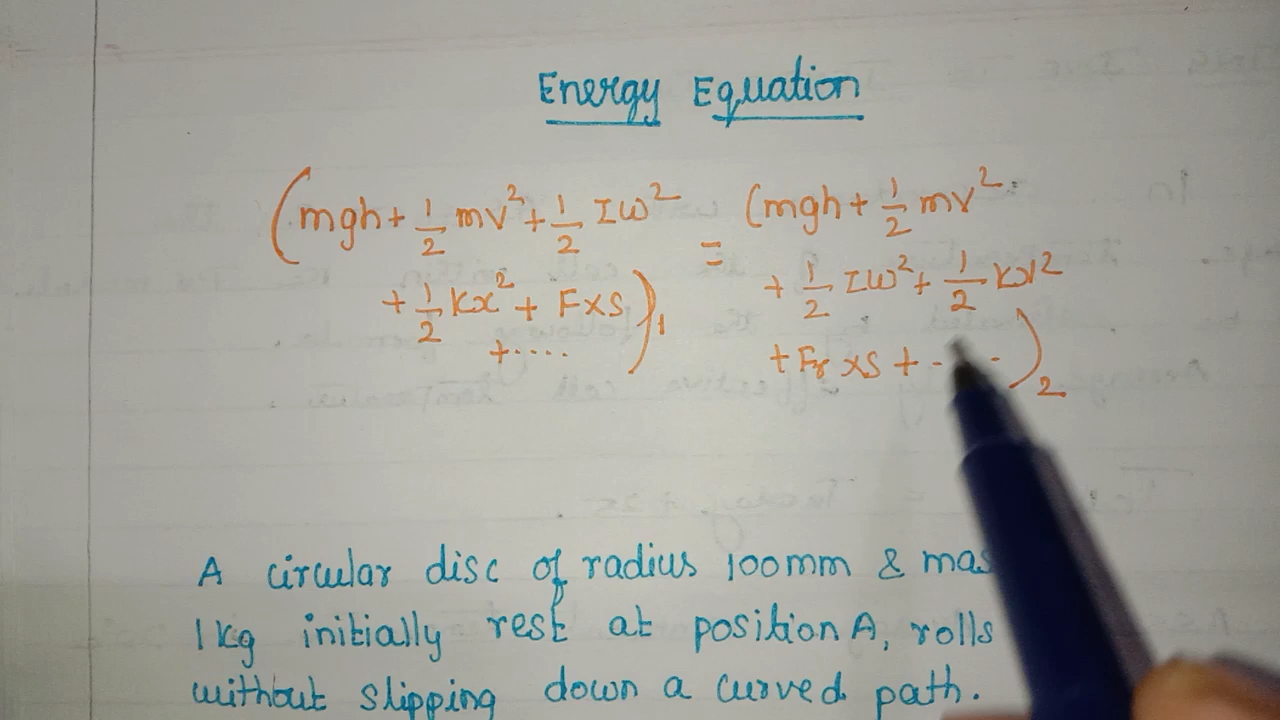 Energy Equation
(mgh + 1/2 mv² + 1/2 Iω²
+ 1/2 Kx² + F×S
+....)₁
=
(mgh + 1/2 mv²
+ 1/2 Iω² + 1/2 Kx²
+ Fr ×S + ...)₂
A circular disc of radius 100mm & mas
1kg initially rest at position A, rolls
without slipping down a curved path.